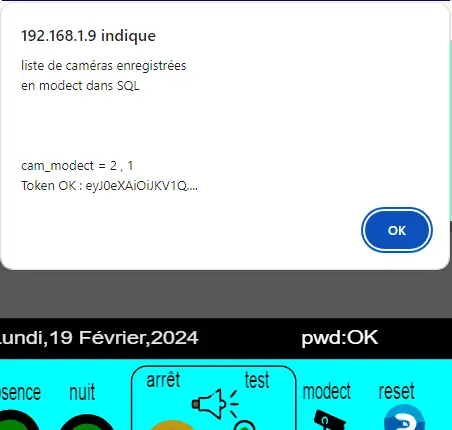 192.168.1.9 indique
liste de caméras enregistrées
en modect dans SQL
cam_modect = 2 , 1
Token OK : eyJ0eXAiOiJKV1Q....
OK
undi,19 Février,2024 pwd:OK
sence nuit arrêt test modect reset